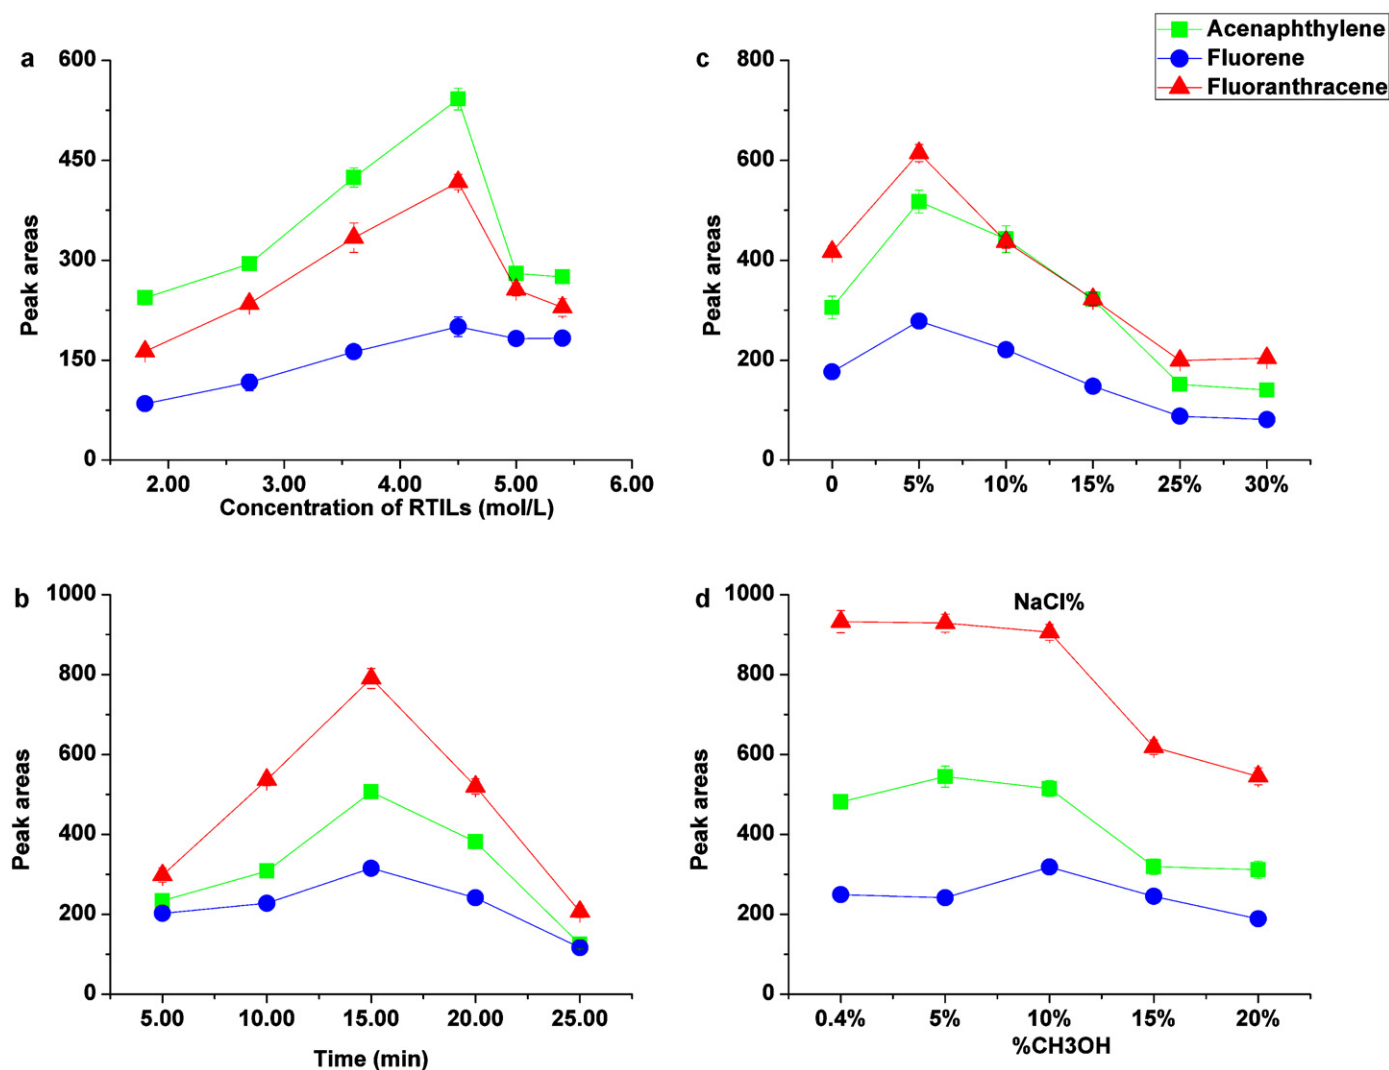 Acenaphthylene
Fluorene
Fluoranthracene
a
600
450
300
150
0
Peak areas
2.00 3.00 4.00 5.00 6.00
Concentration of RTILs (mol/L)
c
800
600
400
200
0
Peak areas
0 5% 10% 15% 25% 30%
b
1000
800
600
400
200
0
Peak areas
5.00 10.00 15.00 20.00 25.00
Time (min)
d
NaCl%
1000
800
600
400
200
0
Peak areas
0.4% 5% 10% 15% 20%
%CH3OH